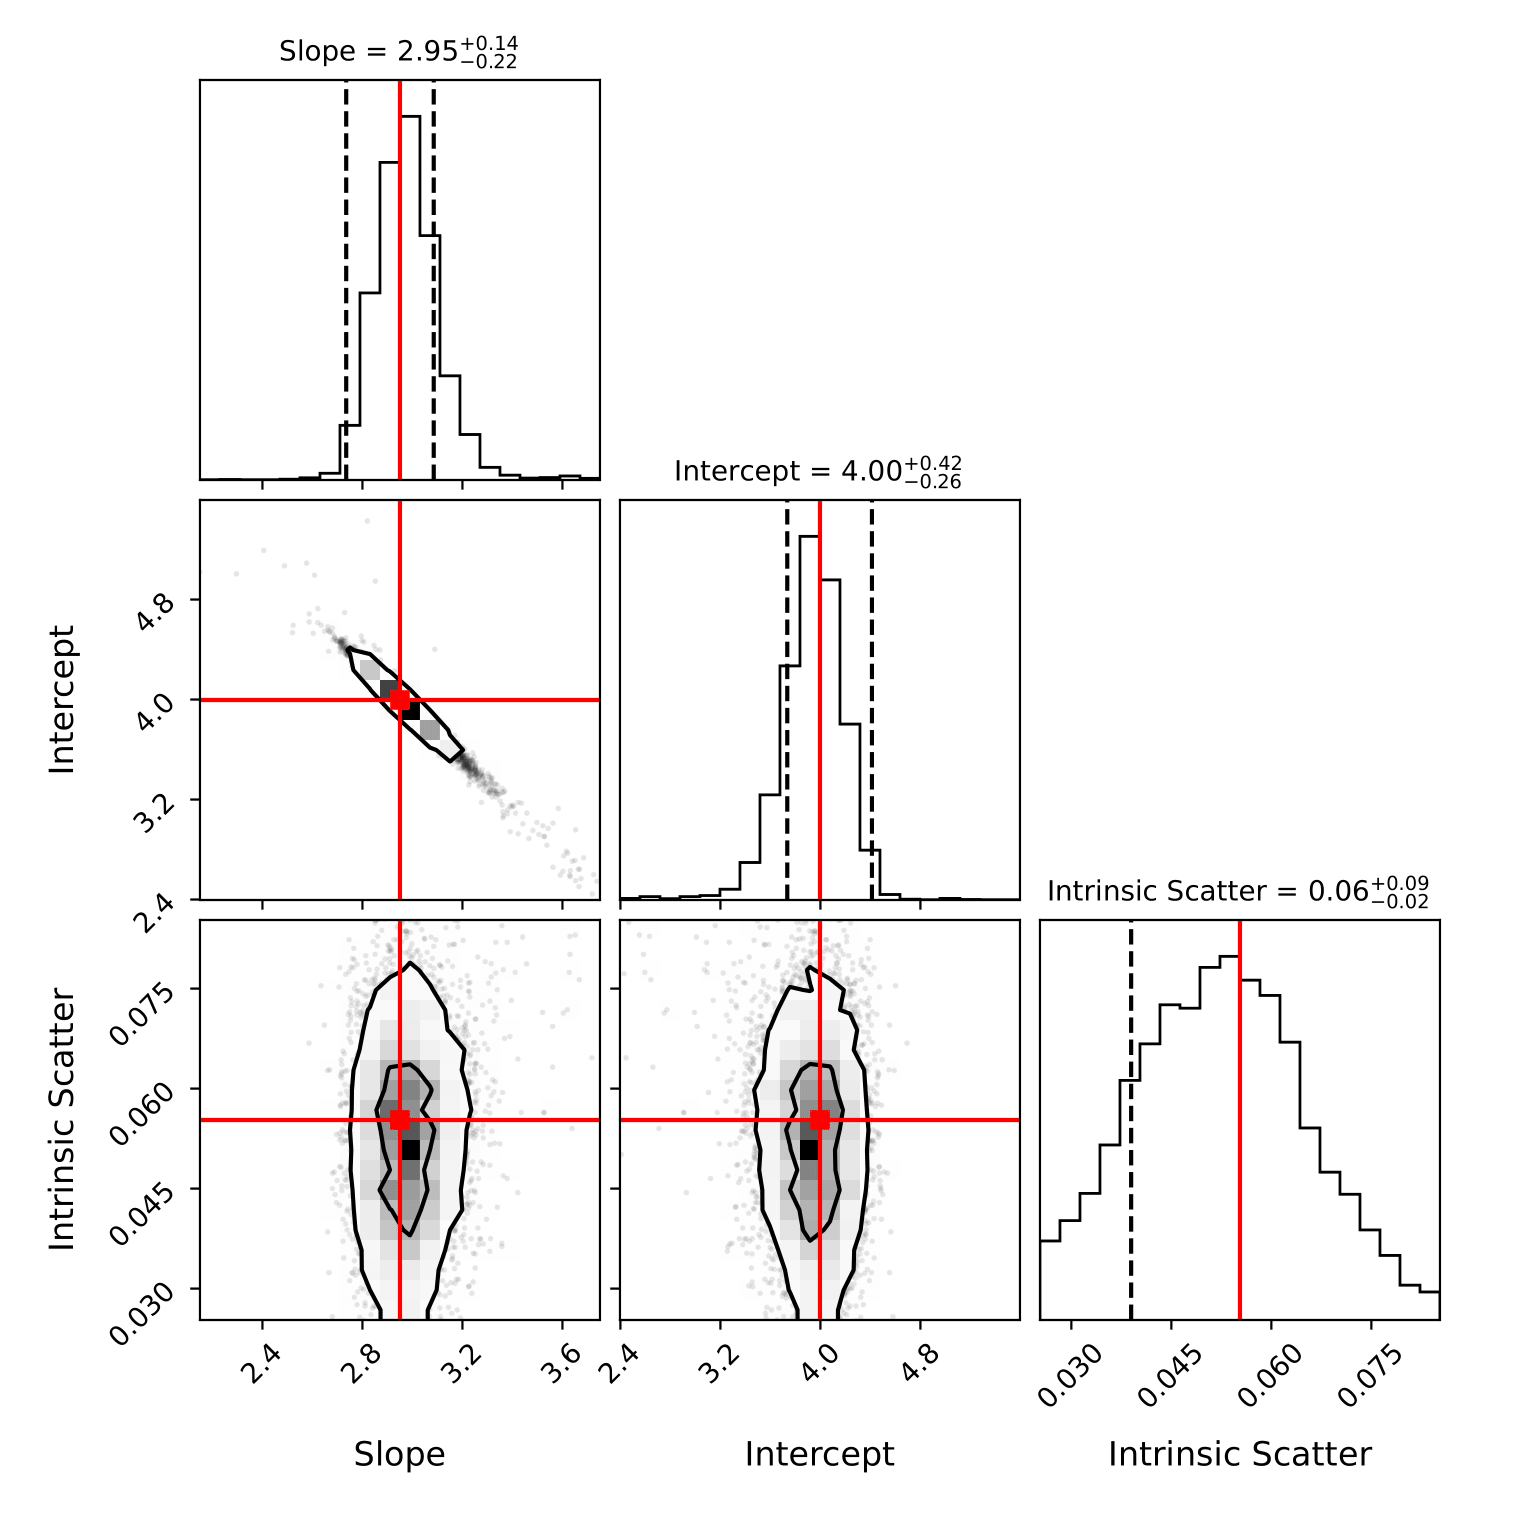 Slope = 2.95+0.14−0.22
Intercept = 4.00+0.42−0.26
Intercept
4.8
4.0
3.2
2.4
Intrinsic Scatter = 0.06+0.09−0.02
Intrinsic Scatter
0.075
0.060
0.045
0.030
2.4 2.8 3.2 3.6 2.4 3.2 4.0 4.8 0.030 0.045 0.060 0.075
Slope Intercept Intrinsic Scatter